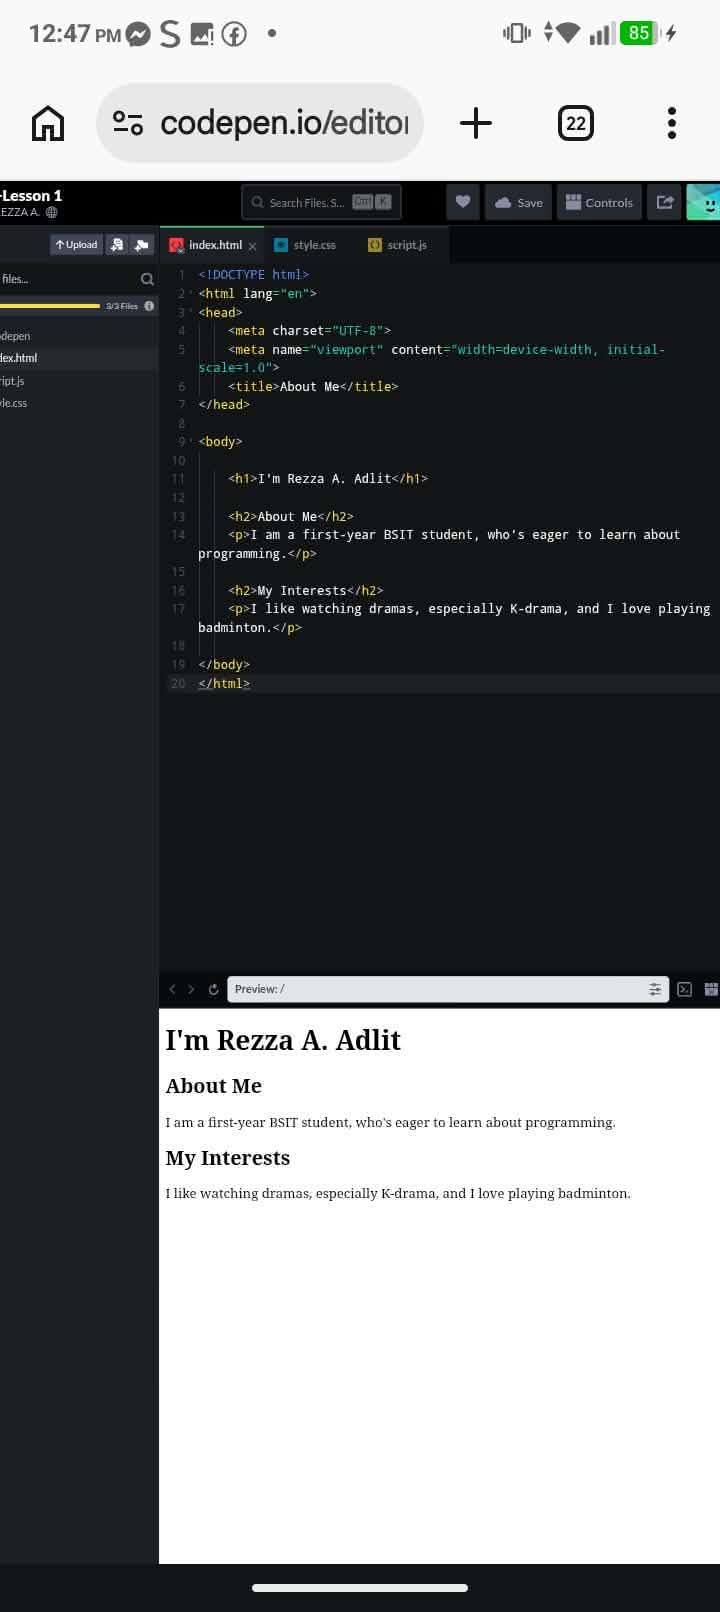 12:47 PM
85
codepen.io/editor
22
-Lesson 1
EZZA A.
Search Files, S... Ctrl K
Save
Controls
Upload
index.html
style.css
script.js
files...
3/3 Files
depen
dex.html
ript.js
yle.css
1 <!DOCTYPE html>
2 <html lang="en">
3 <head>
4 <meta charset="UTF-8">
5 <meta name="viewport" content="width=device-width, initial-
scale=1.0">
6 <title>About Me</title>
7 </head>
8
9 <body>
10
11 <h1>I'm Rezza A. Adlit</h1>
12
13 <h2>About Me</h2>
14 <p>I am a first-year BSIT student, who's eager to learn about
programming.</p>
15
16 <h2>My Interests</h2>
17 <p>I like watching dramas, especially K-drama, and I love playing
badminton.</p>
18
19 </body>
20 </html>
Preview: /
I'm Rezza A. Adlit
About Me
I am a first-year BSIT student, who's eager to learn about programming.
My Interests
I like watching dramas, especially K-drama, and I love playing badminton.